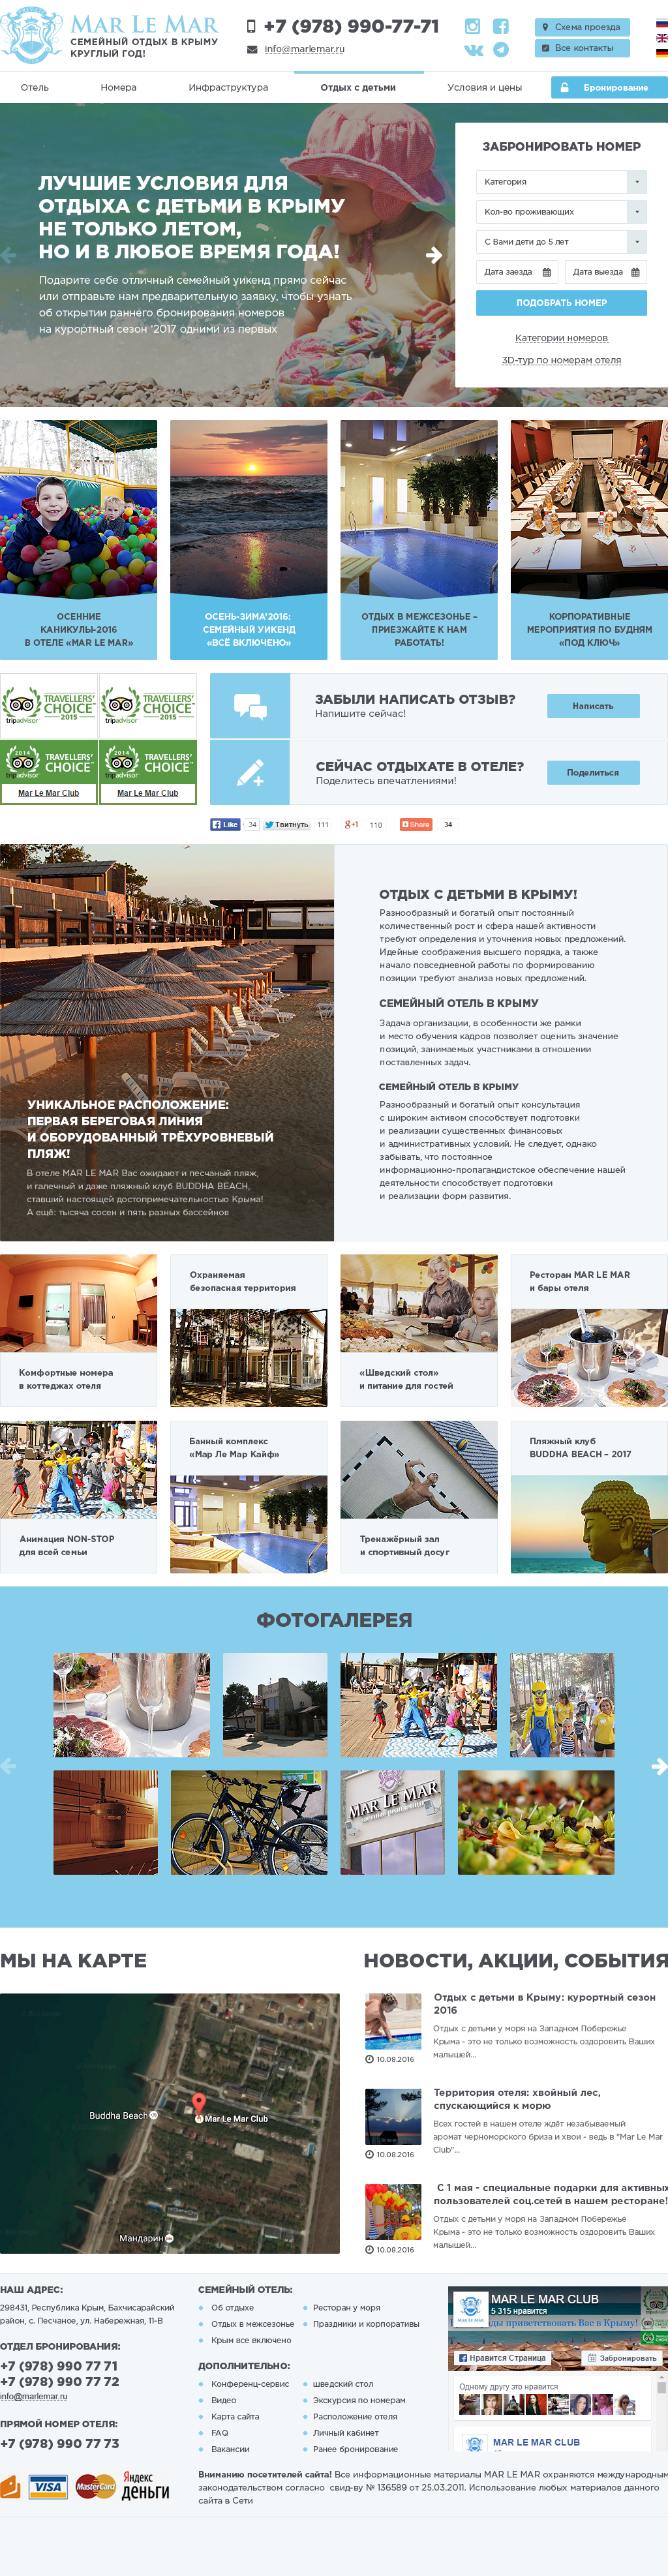 MAR LE MAR
СЕМЕЙНЫЙ ОТДЫХ В КРЫМУ
КРУГЛЫЙ ГОД!
+7 (978) 990-77-71
info@marlemar.ru
Схема проезда
Все контакты
Отель
Номера
Инфраструктура
Отдых с детьми
Условия и цены
Бронирование
ЛУЧШИЕ УСЛОВИЯ ДЛЯ
ОТДЫХА С ДЕТЬМИ В КРЫМУ
НЕ ТОЛЬКО ЛЕТОМ,
НО И В ЛЮБОЕ ВРЕМЯ ГОДА!
Подарите себе отличный семейный уикенд прямо сейчас
или отправьте нам предварительную заявку, чтобы узнать
об открытии раннего бронирования номеров
на курортный сезон ‘2017 одними из первых
ЗАБРОНИРОВАТЬ НОМЕР
Категория
Кол-во проживающих
С Вами дети до 5 лет
Дата заезда
Дата выезда
ПОДОБРАТЬ НОМЕР
Категории номеров
3D-тур по номерам отеля
ОСЕННИЕ
КАНИКУЛЫ-2016
В ОТЕЛЕ «MAR LE MAR»
ОСЕНЬ-ЗИМА’2016:
СЕМЕЙНЫЙ УИКЕНД
«ВСЁ ВКЛЮЧЕНО»
ОТДЫХ В МЕЖСЕЗОНЬЕ –
ПРИЕЗЖАЙТЕ К НАМ
РАБОТАТЬ!
КОРПОРАТИВНЫЕ
МЕРОПРИЯТИЯ ПО БУДНЯМ
«ПОД КЛЮЧ»
TRAVELLERS' CHOICE 2015 tripadvisor
TRAVELLERS' CHOICE 2015 tripadvisor
2014 TRAVELLERS' CHOICE tripadvisor
Mar Le Mar Club
2014 TRAVELLERS' CHOICE tripadvisor
Mar Le Mar Club
ЗАБЫЛИ НАПИСАТЬ ОТЗЫВ?
Напишите сейчас!
Написать
СЕЙЧАС ОТДЫХАЕТЕ В ОТЕЛЕ?
Поделитесь впечатлениями!
Поделиться
Like 34 Твитнуть 111 g+1 110 Share 34
УНИКАЛЬНОЕ РАСПОЛОЖЕНИЕ:
ПЕРВАЯ БЕРЕГОВАЯ ЛИНИЯ
И ОБОРУДОВАННЫЙ ТРЁХУРОВНЕВЫЙ
ПЛЯЖ!
В отеле MAR LE MAR Вас ожидают и песчаный пляж,
и галечный и даже пляжный клуб BUDDHA BEACH,
ставший настоящей достопримечательностью Крыма!
А ещё: тысяча сосен и пять разных бассейнов
ОТДЫХ С ДЕТЬМИ В КРЫМУ!
Разнообразный и богатый опыт постоянный
количественный рост и сфера нашей активности
требуют определения и уточнения новых предложений.
Идейные соображения высшего порядка, а также
начало повседневной работы по формированию
позиции требуют анализа новых предложений.
СЕМЕЙНЫЙ ОТЕЛЬ В КРЫМУ
Задача организации, в особенности же рамки
и место обучения кадров позволяет оценить значение
позиций, занимаемых участниками в отношении
поставленных задач.
СЕМЕЙНЫЙ ОТЕЛЬ В КРЫМУ
Разнообразный и богатый опыт консультация
с широким активом способствует подготовки
и реализации существенных финансовых
и административных условий. Не следует, однако
забывать, что постоянное
информационно-пропагандистское обеспечение нашей
деятельности способствует подготовки
и реализации форм развития.
Комфортные номера
в коттеджах отеля
Охраняемая
безопасная территория
«Шведский стол»
и питание для гостей
Ресторан MAR LE MAR
и бары отеля
Анимация NON-STOP
для всей семьи
Банный комплекс
«Мар Ле Мар Кайф»
Тренажёрный зал
и спортивный досуг
Пляжный клуб
BUDDHA BEACH – 2017
ФОТОГАЛЕРЕЯ
MAR LE MAR
МЫ НА КАРТЕ
Buddha Beach
Mar Le Mar Club
Мандарин
НОВОСТИ, АКЦИИ, СОБЫТИЯ
Отдых с детьми в Крыму: курортный сезон
2016
Отдых с детьми у моря на Западном Побережье
Крыма - это не только возможность оздоровить Ваших
малышей...
10.08.2016
Территория отеля: хвойный лес,
спускающийся к морю
Всех гостей в нашем отеле ждёт незабываемый
аромат черноморского бриза и хвои - ведь в "Mar Le Mar
Club"...
10.08.2016
С 1 мая - специальные подарки для активных
пользователей соц.сетей в нашем ресторане!
Отдых с детьми у моря на Западном Побережье
Крыма - это не только возможность оздоровить Ваших
малышей...
10.08.2016
НАШ АДРЕС:
298431, Республика Крым, Бахчисарайский
район, с. Песчаное, ул. Набережная, 11-В
ОТДЕЛ БРОНИРОВАНИЯ:
+7 (978) 990 77 71
+7 (978) 990 77 72
info@marlemar.ru
ПРЯМОЙ НОМЕР ОТЕЛЯ:
+7 (978) 990 77 73
VISA MasterCard Яндекс деньги
СЕМЕЙНЫЙ ОТЕЛЬ:
Об отдыхе
Отдых в межсезонье
Крым все включено
Ресторан у моря
Праздники и корпоративы
ДОПОЛНИТЕЛЬНО:
Конференц-сервис
Видео
Карта сайта
FAQ
Вакансии
шведский стол
Экскурсия по номерам
Расположение отеля
Личный кабинет
Ранее бронирование
MAR LE MAR CLUB
5 315 нравится
ды приветствовать Вас в Крыму!
Нравится Страница
Забронировать
Одному другу это нравится
MAR LE MAR CLUB
Вниманию посетителей сайта! Все информационные материалы MAR LE MAR охраняются международным
законодательством согласно свид-ву № 136589 от 25.03.2011. Использование любых материалов данного
сайта в Сети